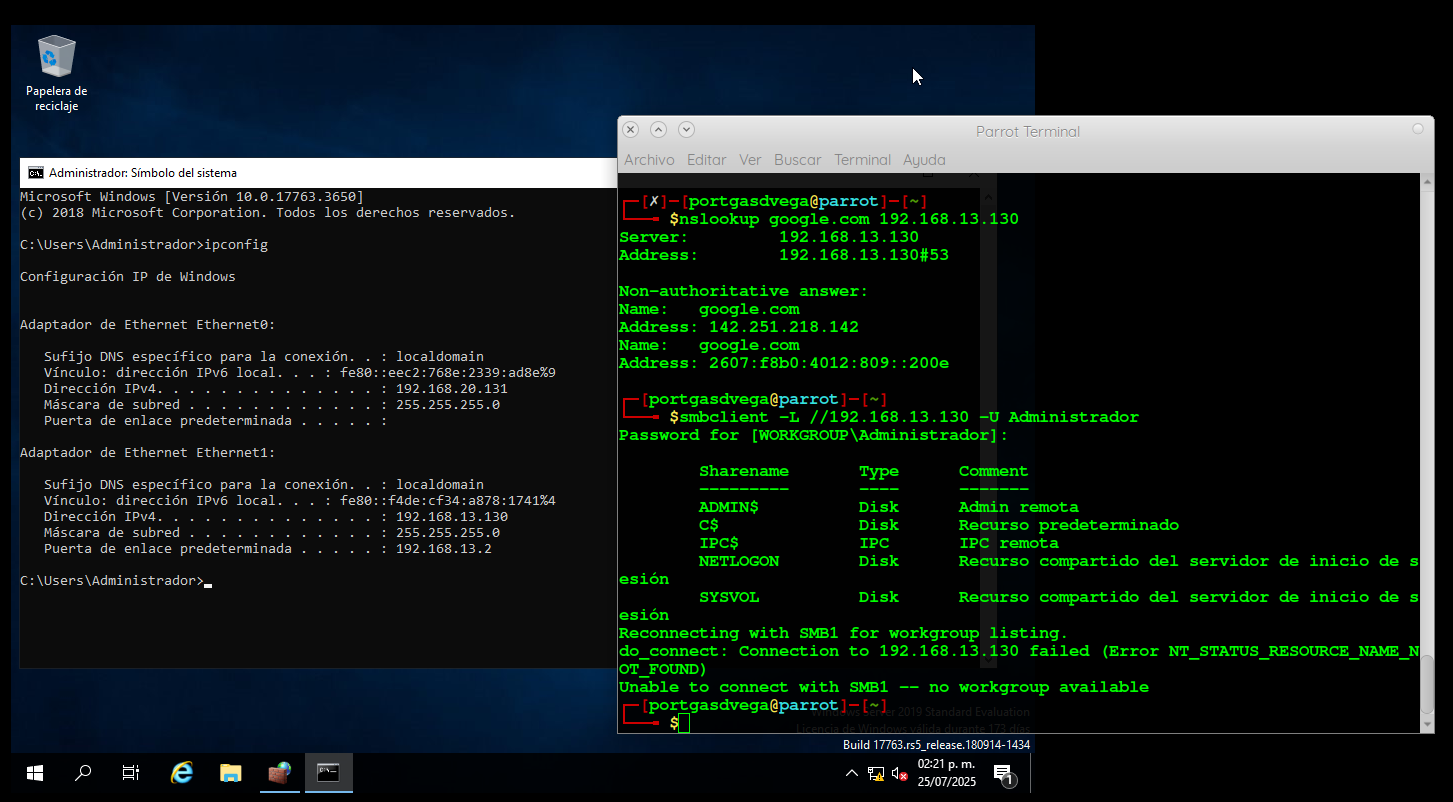 Papelera de
reciclaje
Administrador: Símbolo del sistema
Microsoft Windows [Versión 10.0.17763.3650]
(c) 2018 Microsoft Corporation. Todos los derechos reservados.
C:\Users\Administrador>ipconfig
Configuración IP de Windows
Adaptador de Ethernet Ethernet0:
Sufijo DNS específico para la conexión. . : localdomain
Vínculo: dirección IPv6 local. . . : fe80::eec2:768e:2339:ad8e%9
Dirección IPv4. . . . . . . . . . . . . . : 192.168.20.131
Máscara de subred . . . . . . . . . . . . : 255.255.255.0
Puerta de enlace predeterminada . . . . . :
Adaptador de Ethernet Ethernet1:
Sufijo DNS específico para la conexión. . : localdomain
Vínculo: dirección IPv6 local. . . : fe80::f4de:cf34:a878:1741%4
Dirección IPv4. . . . . . . . . . . . . . : 192.168.13.130
Máscara de subred . . . . . . . . . . . . : 255.255.255.0
Puerta de enlace predeterminada . . . . . : 192.168.13.2
C:\Users\Administrador>
Parrot Terminal
Archivo Editar Ver Buscar Terminal Ayuda
┌─[✗]─[portgasdvega@parrot]─[~]
└──╼ $nslookup google.com 192.168.13.130
Server: 192.168.13.130
Address: 192.168.13.130#53
Non-authoritative answer:
Name: google.com
Address: 142.251.218.142
Name: google.com
Address: 2607:f8b0:4012:809::200e
┌─[portgasdvega@parrot]─[~]
└──╼ $smbclient -L //192.168.13.130 -U Administrador
Password for [WORKGROUP\Administrador]:
Sharename Type Comment
--------- ---- -------
ADMIN$ Disk Admin remota
C$ Disk Recurso predeterminado
IPC$ IPC IPC remota
NETLOGON Disk Recurso compartido del servidor de inicio de s
esión
SYSVOL Disk Recurso compartido del servidor de inicio de s
esión
Reconnecting with SMB1 for workgroup listing.
do_connect: Connection to 192.168.13.130 failed (Error NT_STATUS_RESOURCE_NAME_N
OT_FOUND)
Unable to connect with SMB1 -- no workgroup available
┌─[portgasdvega@parrot]─[~]
└──╼ $
Windows Server 2019 Standard Evaluation
Licencia de Windows válida durante 173 días
Build 17763.rs5_release.180914-1434
02:21 p. m.
25/07/2025
1